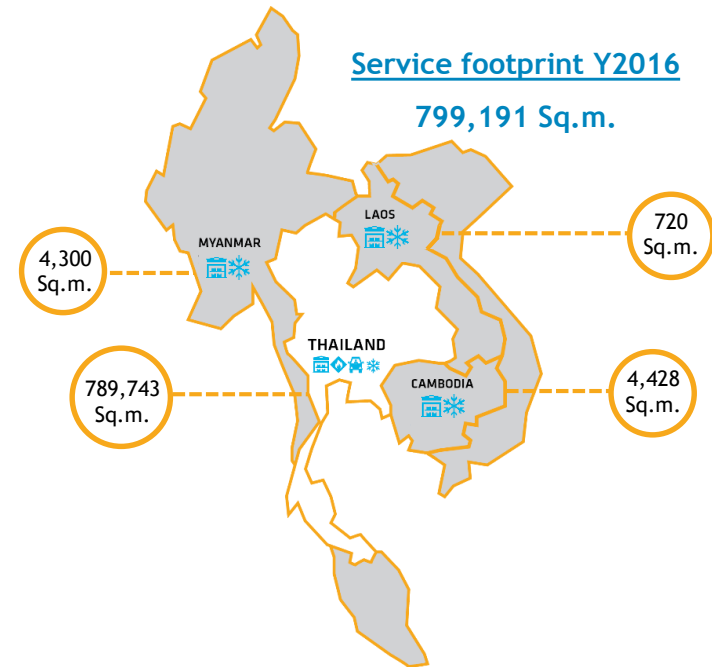 Service footprint Y2016
799,191 Sq.m.
LAOS
720
Sq.m.
MYANMAR
4,300
Sq.m.
THAILAND
789,743
Sq.m.
CAMBODIA
4,428
Sq.m.